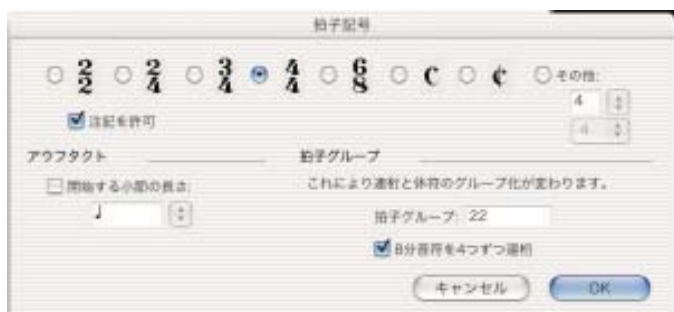 拍子記号
2/2 2/4 3/4 4/4 6/8 C ¢ その他:
4
4
注記を許可
アウフタクト 拍子グループ
開始する小節の長さ: これにより連桁と休符のグループ化が変わります。
♩ 拍子グループ: 22
8分音符を4つずつ連桁
キャンセル OK